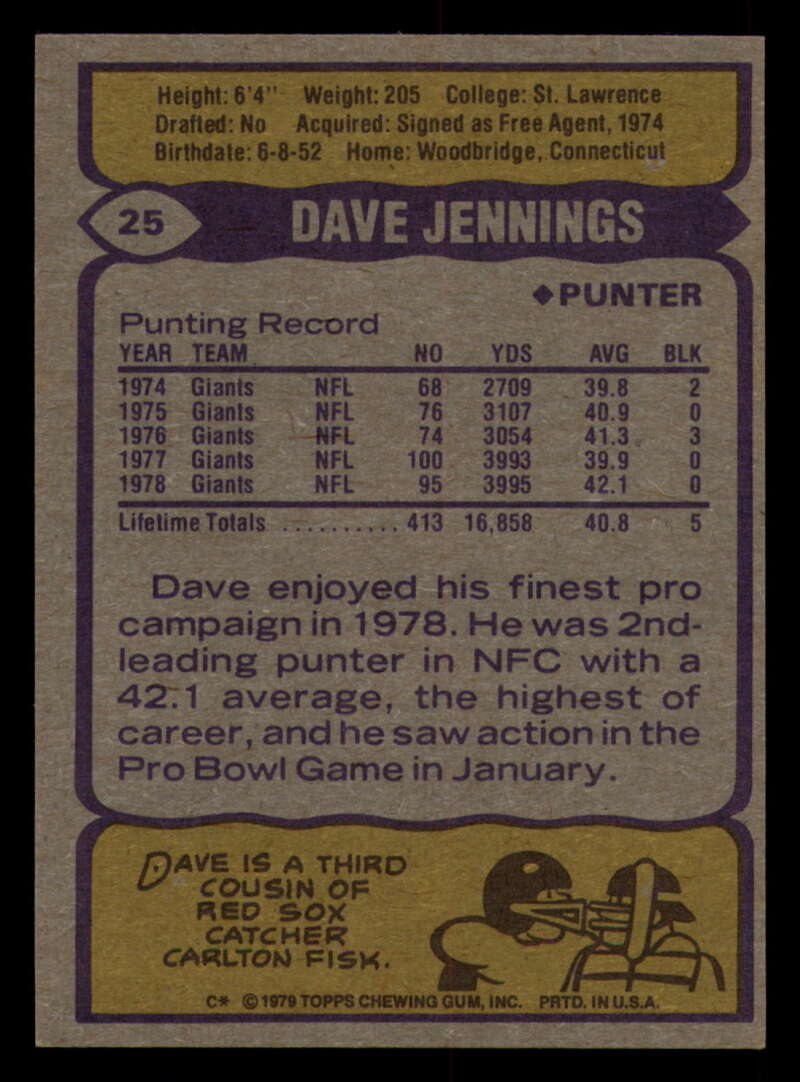 Height: 6'4" Weight: 205 College: St. Lawrence
Drafted: No Acquired: Signed as Free Agent, 1974
Birthdate: 6-8-52 Home: Woodbridge, Connecticut
25 DAVE JENNINGS
◆PUNTER
Punting Record
YEAR TEAM NO YDS AVG BLK
1974 Giants NFL 68 2709 39.8 2
1975 Giants NFL 76 3107 40.9 0
1976 Giants NFL 74 3054 41.3 3
1977 Giants NFL 100 3993 39.9 0
1978 Giants NFL 95 3995 42.1 0
Lifetime Totals .......... 413 16,858 40.8 5
Dave enjoyed his finest pro
campaign in 1978. He was 2nd-
leading punter in NFC with a
42.1 average, the highest of
career, and he saw action in the
Pro Bowl Game in January.
DAVE IS A THIRD
COUSIN OF
RED SOX
CATCHER
CARLTON FISK.
C* © 1979 TOPPS CHEWING GUM, INC. PRTD. IN U.S.A.